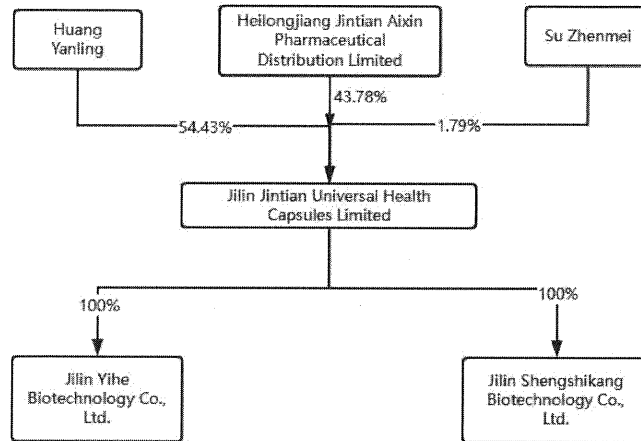 Huang
Yanling
Heilongjiang Jintian Aixin
Pharmaceutical
Distribution Limited
Su Zhenmei
43.78%
54.43%
1.79%
Jilin Jintian Universal Health
Capsules Limited
100%
100%
Jilin Yihe
Biotechnology Co.,
Ltd.
Jilin Shengshikang
Biotechnology Co.,
Ltd.